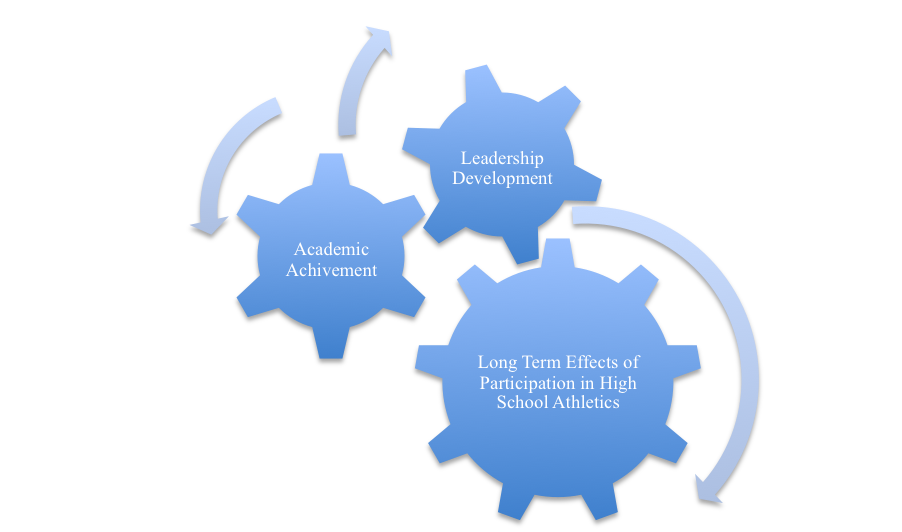 Leadership
Development
Academic
Achivement
Long Term Effects of
Participation in High
School Athletics